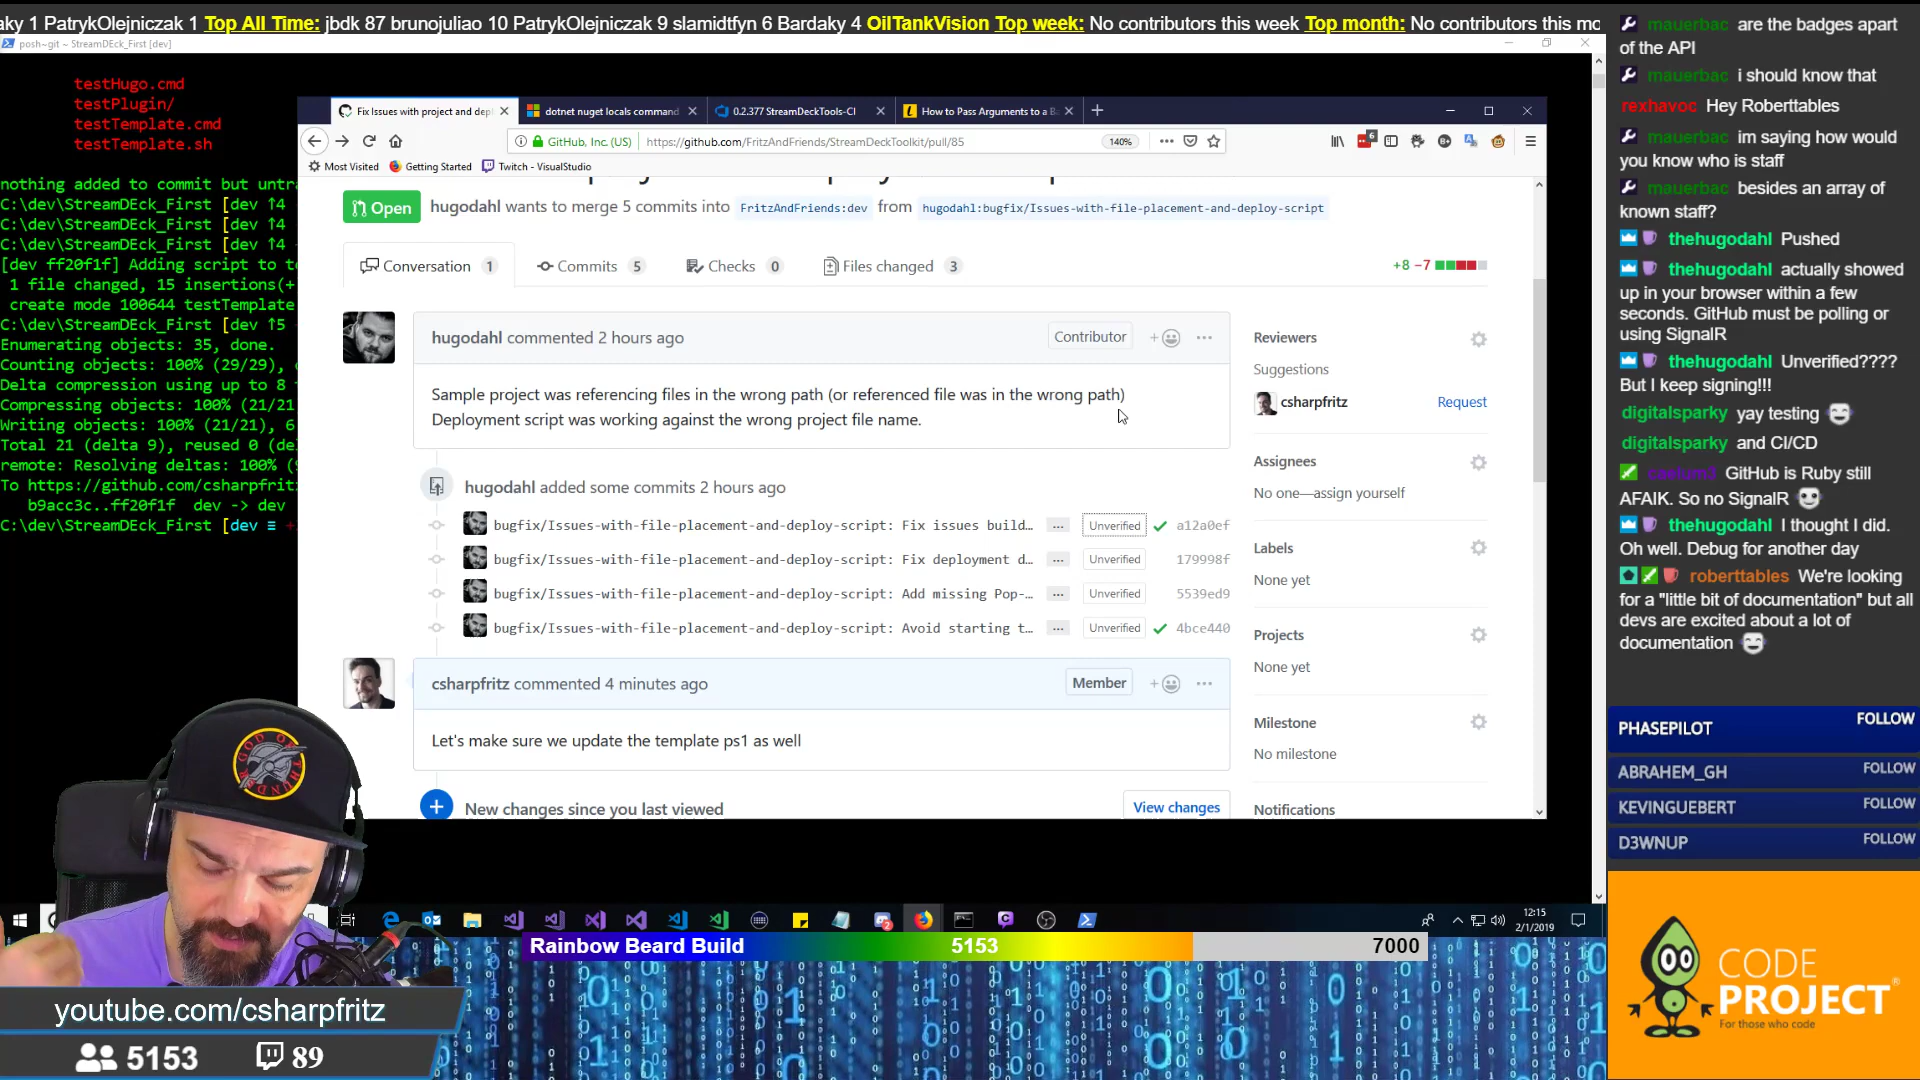 aky 1 PatrykOlejniczak 1 Top All Time: jbdk 87 brunojuliao 10 PatrykOlejniczak 9 slamidtfyn 6 Bardaky 4 OilTankVision Top week: No contributors this week Top month: No contributors this mo
posh~git ~ StreamDEck_First [dev]
testHugo.cmd
testPlugin/
testTemplate.cmd
testTemplate.sh
nothing added to commit but untra
C:\dev\StreamDEck_First [dev ↑4
C:\dev\StreamDEck_First [dev ↑4
C:\dev\StreamDEck_First [dev ↑4
[dev ff20f1f] Adding script to te
1 file changed, 15 insertions(+
create mode 100644 testTemplate
C:\dev\StreamDEck_First [dev ↑5
Enumerating objects: 35, done.
Counting objects: 100% (29/29),
Delta compression using up to 8
Compressing objects: 100% (21/21
Writing objects: 100% (21/21), 6
Total 21 (delta 9), reused 0 (de
remote: Resolving deltas: 100% (
To https://github.com/csharpfritz
b9acc3c..ff20f1f dev -> dev
C:\dev\StreamDEck_First [dev ≡
Fix Issues with project and dep
dotnet nuget locals command
0.2.377 StreamDeckTools-CI
How to Pass Arguments to a Ba
GitHub, Inc. (US)
https://github.com/FritzAndFriends/StreamDeckToolkit/pull/85
140%
6
Most Visited
Getting Started
Twitch - VisualStudio
Open
hugodahl wants to merge 5 commits into FritzAndFriends:dev from hugodahl:bugfix/Issues-with-file-placement-and-deploy-script
Conversation 1
Commits 5
Checks 0
Files changed 3
+8 −7
hugodahl commented 2 hours ago
Contributor
Sample project was referencing files in the wrong path (or referenced file was in the wrong path)
Deployment script was working against the wrong project file name.
hugodahl added some commits 2 hours ago
bugfix/Issues-with-file-placement-and-deploy-script: Fix issues build… ... Unverified a12a0ef
bugfix/Issues-with-file-placement-and-deploy-script: Fix deployment d… ... Unverified 179998f
bugfix/Issues-with-file-placement-and-deploy-script: Add missing Pop-… ... Unverified 5539ed9
bugfix/Issues-with-file-placement-and-deploy-script: Avoid starting t… ... Unverified 4bce440
csharpfritz commented 4 minutes ago
Member
Let's make sure we update the template ps1 as well
New changes since you last viewed
View changes
Reviewers
Suggestions
csharpfritz
Request
Assignees
No one—assign yourself
Labels
None yet
Projects
None yet
Milestone
No milestone
Notifications
mauerbac are the badges apart
of the API
mauerbac i should know that
rexhavoc Hey Roberttables
mauerbac im saying how would
you know who is staff
mauerbac besides an array of
known staff?
thehugodahl Pushed
thehugodahl actually showed
up in your browser within a few
seconds. GitHub must be polling or
using SignalR
thehugodahl Unverified????
But I keep signing!!!
digitalsparky yay testing
digitalsparky and CI/CD
GitHub is Ruby still
AFAIK. So no SignalR
thehugodahl I thought I did.
Oh well. Debug for another day
roberttables We're looking
for a "little bit of documentation" but all
devs are excited about a lot of
documentation
PHASEPILOT FOLLOW
ABRAHEM_GH FOLLOW
KEVINGUEBERT FOLLOW
D3WNUP FOLLOW
CODE
PROJECT
For those who code
12:15
2/1/2019
Rainbow Beard Build 5153 7000
youtube.com/csharpfritz
5153 89